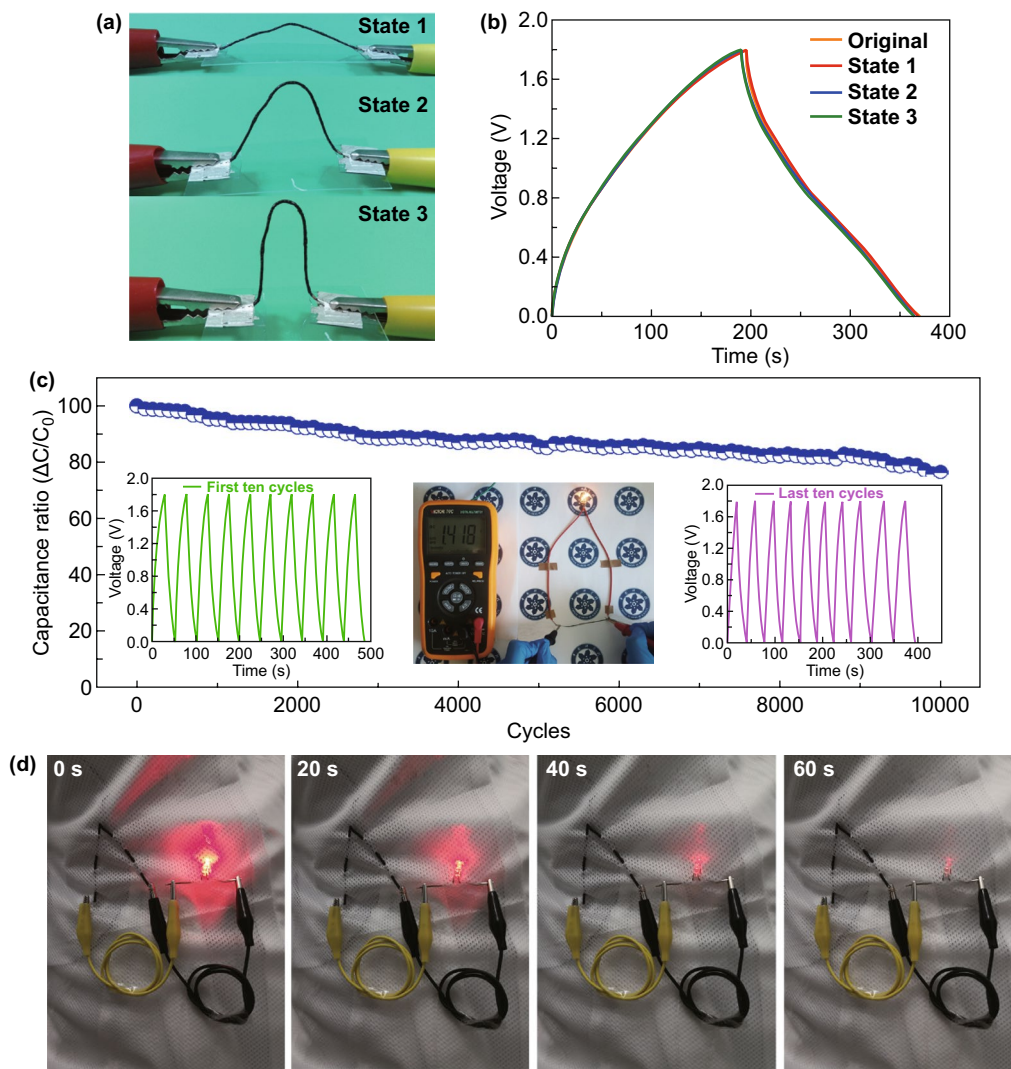 (a)
State 1
State 2
State 3
(b)
Voltage (V)
2.0
1.6
1.2
0.8
0.4
0.0
Original
State 1
State 2
State 3
0 100 200 300 400
Time (s)
(c)
Capacitance ratio (ΔC/C₀)
100
80
60
40
20
0
Voltage (V)
2.0
1.6
1.2
0.8
0.4
0.0
First ten cycles
0 100 200 300 400 500
Time (s)
1.418
Voltage (V)
2.0
1.6
1.2
0.8
0.4
0.0
Last ten cycles
0 100 200 300 400
Time (s)
0 2000 4000 6000 8000 10000
Cycles
(d)
0 s
20 s
40 s
60 s